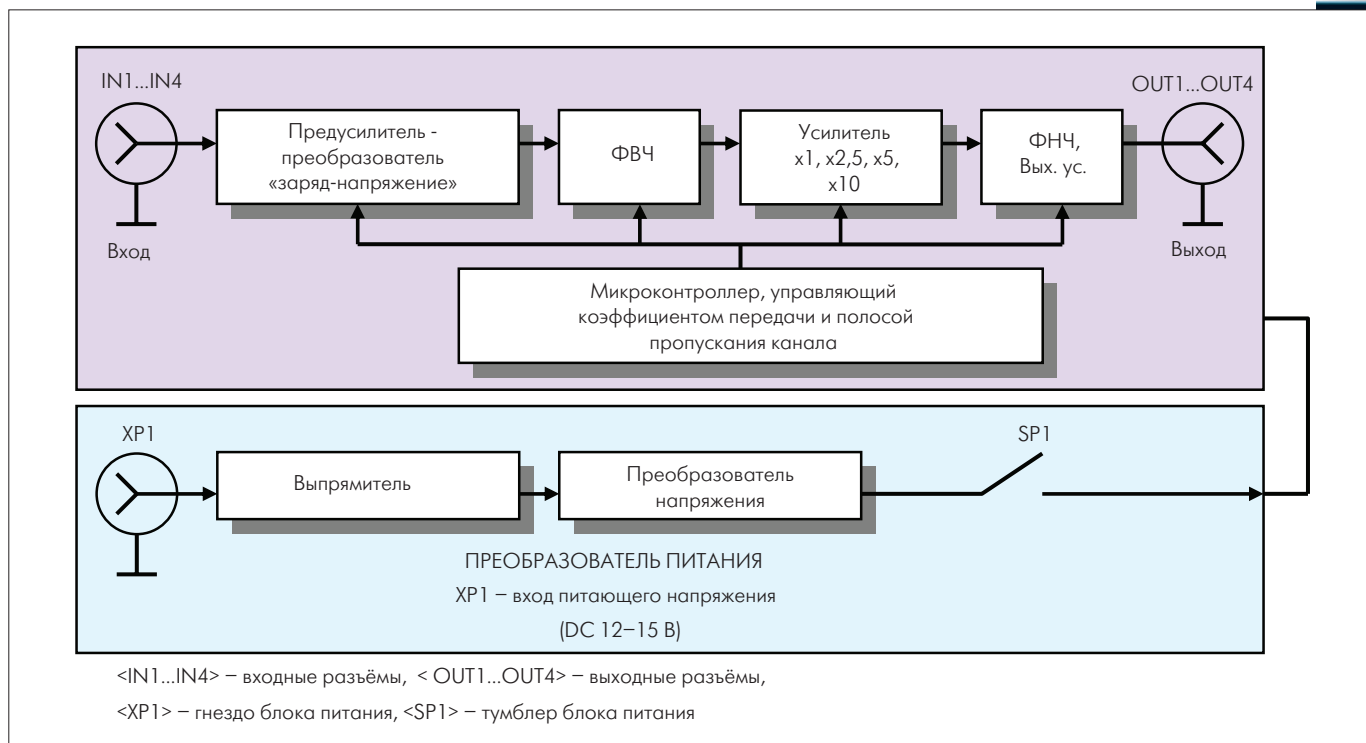 IN1...IN4
OUT1...OUT4
Предусилитель -
преобразователь
«заряд-напряжение»
ФВЧ
Усилитель
x1, x2,5, x5,
x10
ФНЧ,
Вых. ус.
Вход
Выход
Микроконтроллер, управляющий
коэффициентом передачи и полосой
пропускания канала
XP1
SP1
Выпрямитель
Преобразователь
напряжения
ПРЕОБРАЗОВАТЕЛЬ ПИТАНИЯ
XP1 – вход питающего напряжения
(DC 12–15 В)
<IN1...IN4> – входные разъёмы, < OUT1...OUT4> – выходные разъёмы,
<XP1> – гнездо блока питания, <SP1> – тумблер блока питания